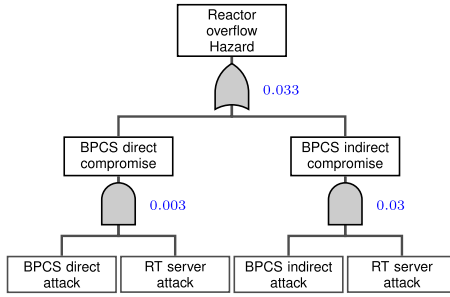 Reactor
overflow
Hazard
0.033
BPCS direct
compromise
BPCS indirect
compromise
0.003
0.03
BPCS direct
attack
RT server
attack
BPCS indirect
attack
RT server
attack